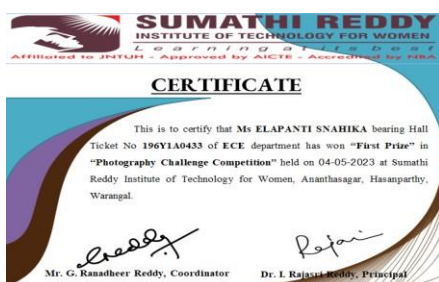 SUMATHI REDDY
INSTITUTE OF TECHNOLOGY FOR WOMEN
Learning at its best
Affiliated to JNTUH - Approved by AICTE - Accredited by NBA
CERTIFICATE
This is to certify that Ms ELAPANTI SNAHIKA bearing Hall
Ticket No 196Y1A0433 of ECE department has won “First Prize” in
“Photography Challenge Competition” held on 04-05-2023 at Sumathi
Reddy Institute of Technology for Women, Ananthasagar, Hasanparthy,
Warangal.
Mr. G. Ranadheer Reddy, Coordinator
Dr. I. Rajasri Reddy, Principal